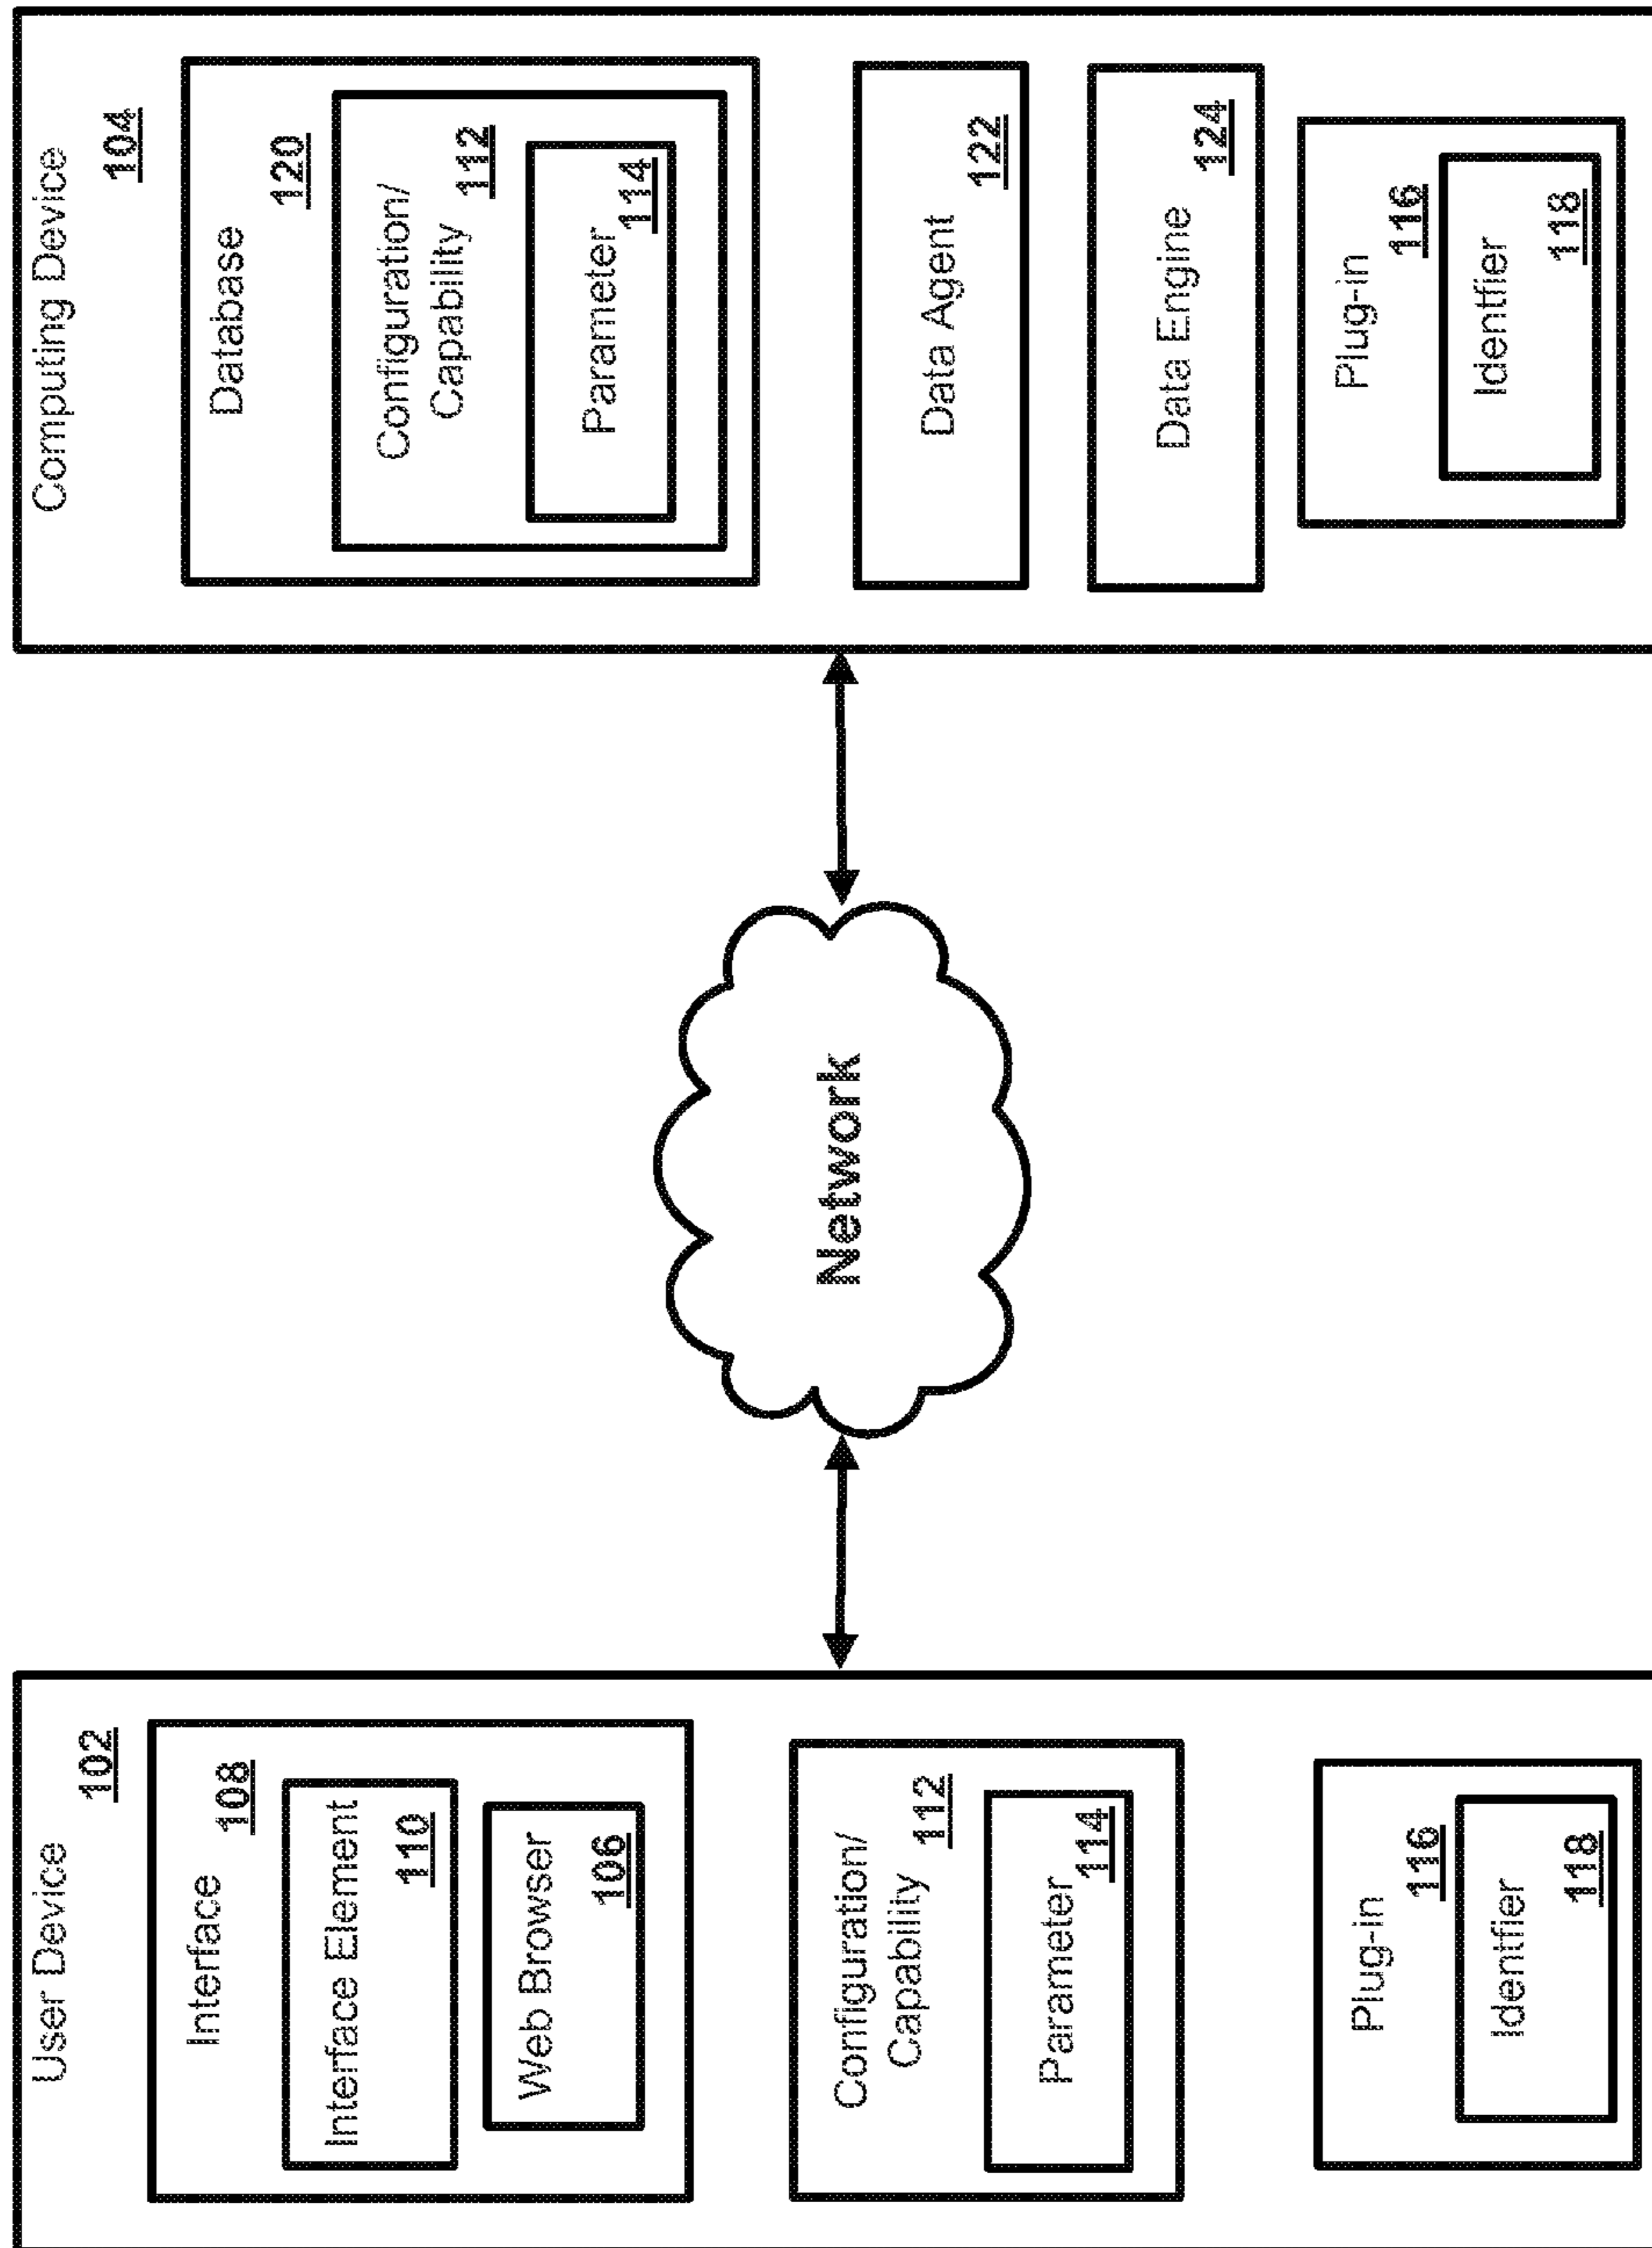 User Device
102
Interface
108
Interface Element
110
Web Browser
106
Configuration/
Capability
112
Parameter
114
Plug-in
116
Identfier
118
Network
Computing Device
104
Database
120
Configuration/
Capability
112
Parameter
114
Data Agent
122
Data Engine
124
Plug-in
116
Identfier
118